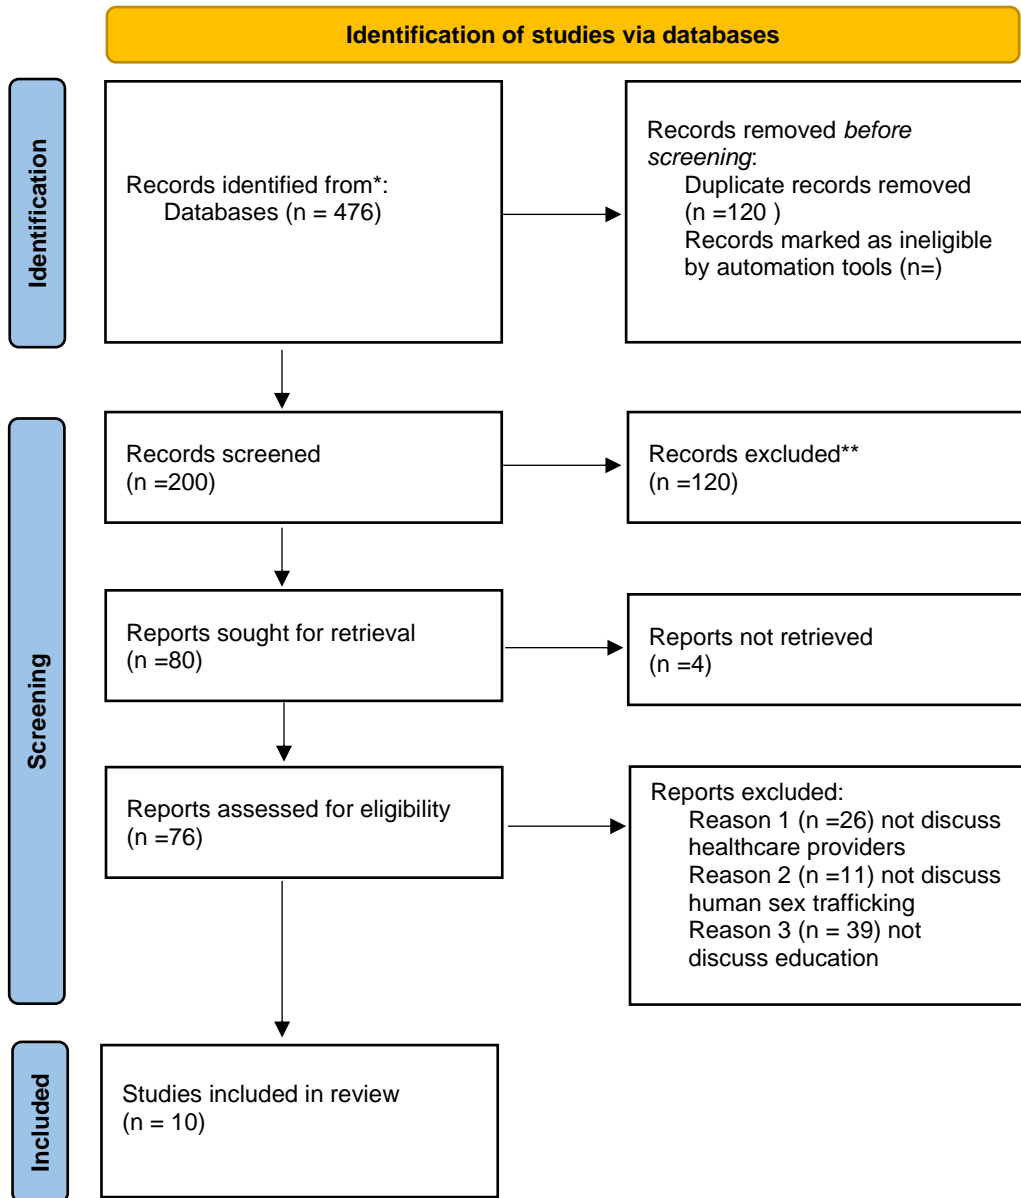 Identification of studies via databases
Identification
Records identified from*:
Databases (n = 476)
Records removed before
screening:
Duplicate records removed
(n =120 )
Records marked as ineligible
by automation tools (n=)
Screening
Records screened
(n =200)
Records excluded**
(n =120)
Reports sought for retrieval
(n =80)
Reports not retrieved
(n =4)
Reports assessed for eligibility
(n =76)
Reports excluded:
Reason 1 (n =26) not discuss
healthcare providers
Reason 2 (n =11) not discuss
human sex trafficking
Reason 3 (n = 39) not
discuss education
Included
Studies included in review
(n = 10)